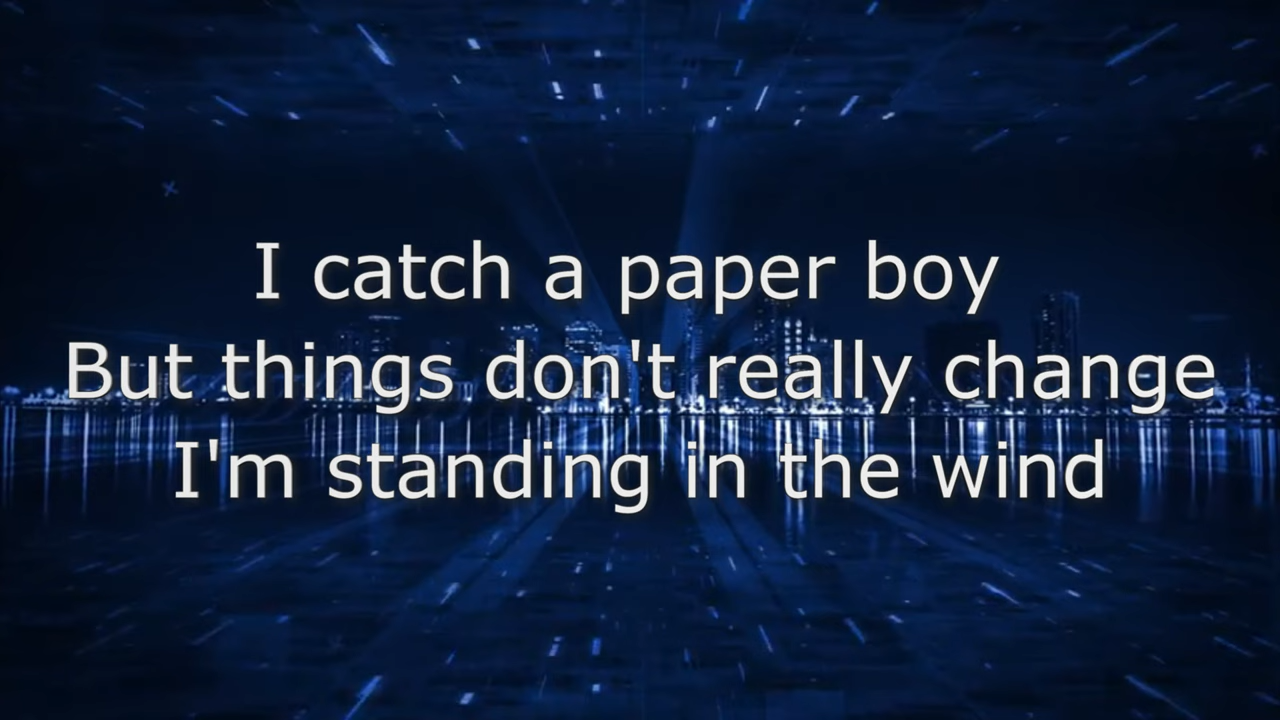 I catch a paper boy
But things don't really change
I'm standing in the wind